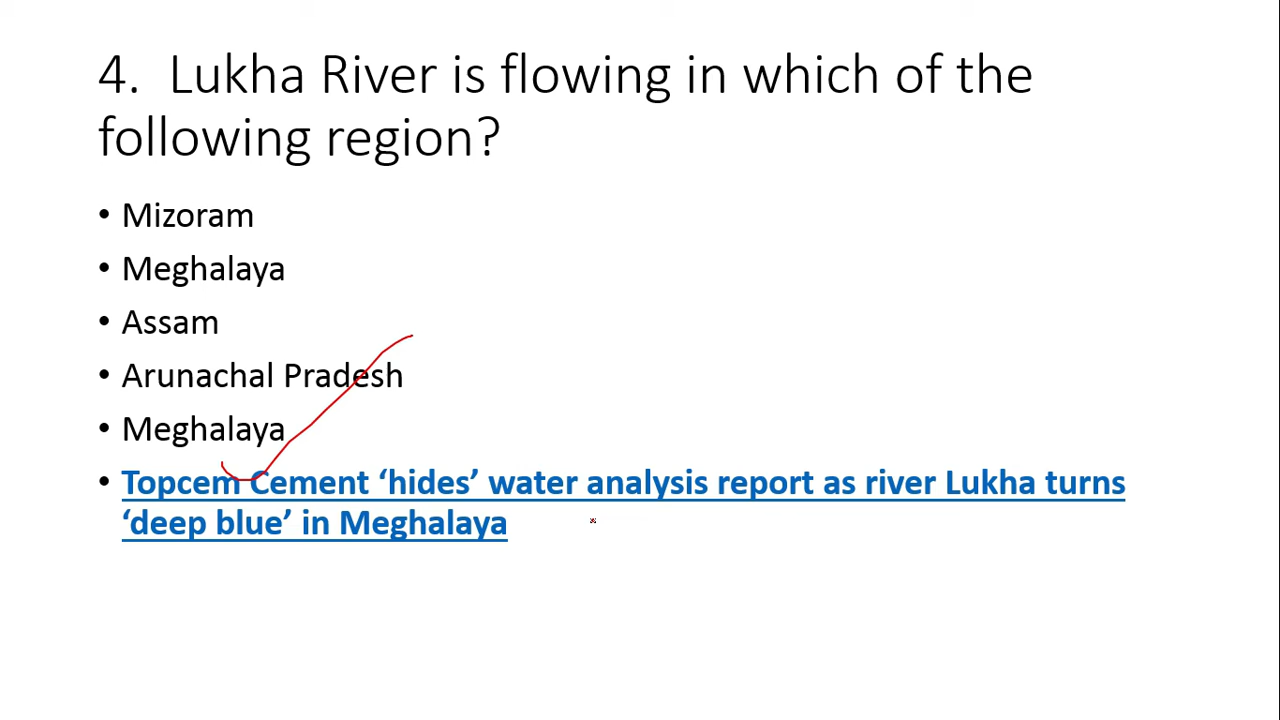 4. Lukha River is flowing in which of the
following region?
• Mizoram
• Meghalaya
• Assam
• Arunachal Pradesh
• Meghalaya
• Topcem Cement ‘hides’ water analysis report as river Lukha turns
‘deep blue’ in Meghalaya